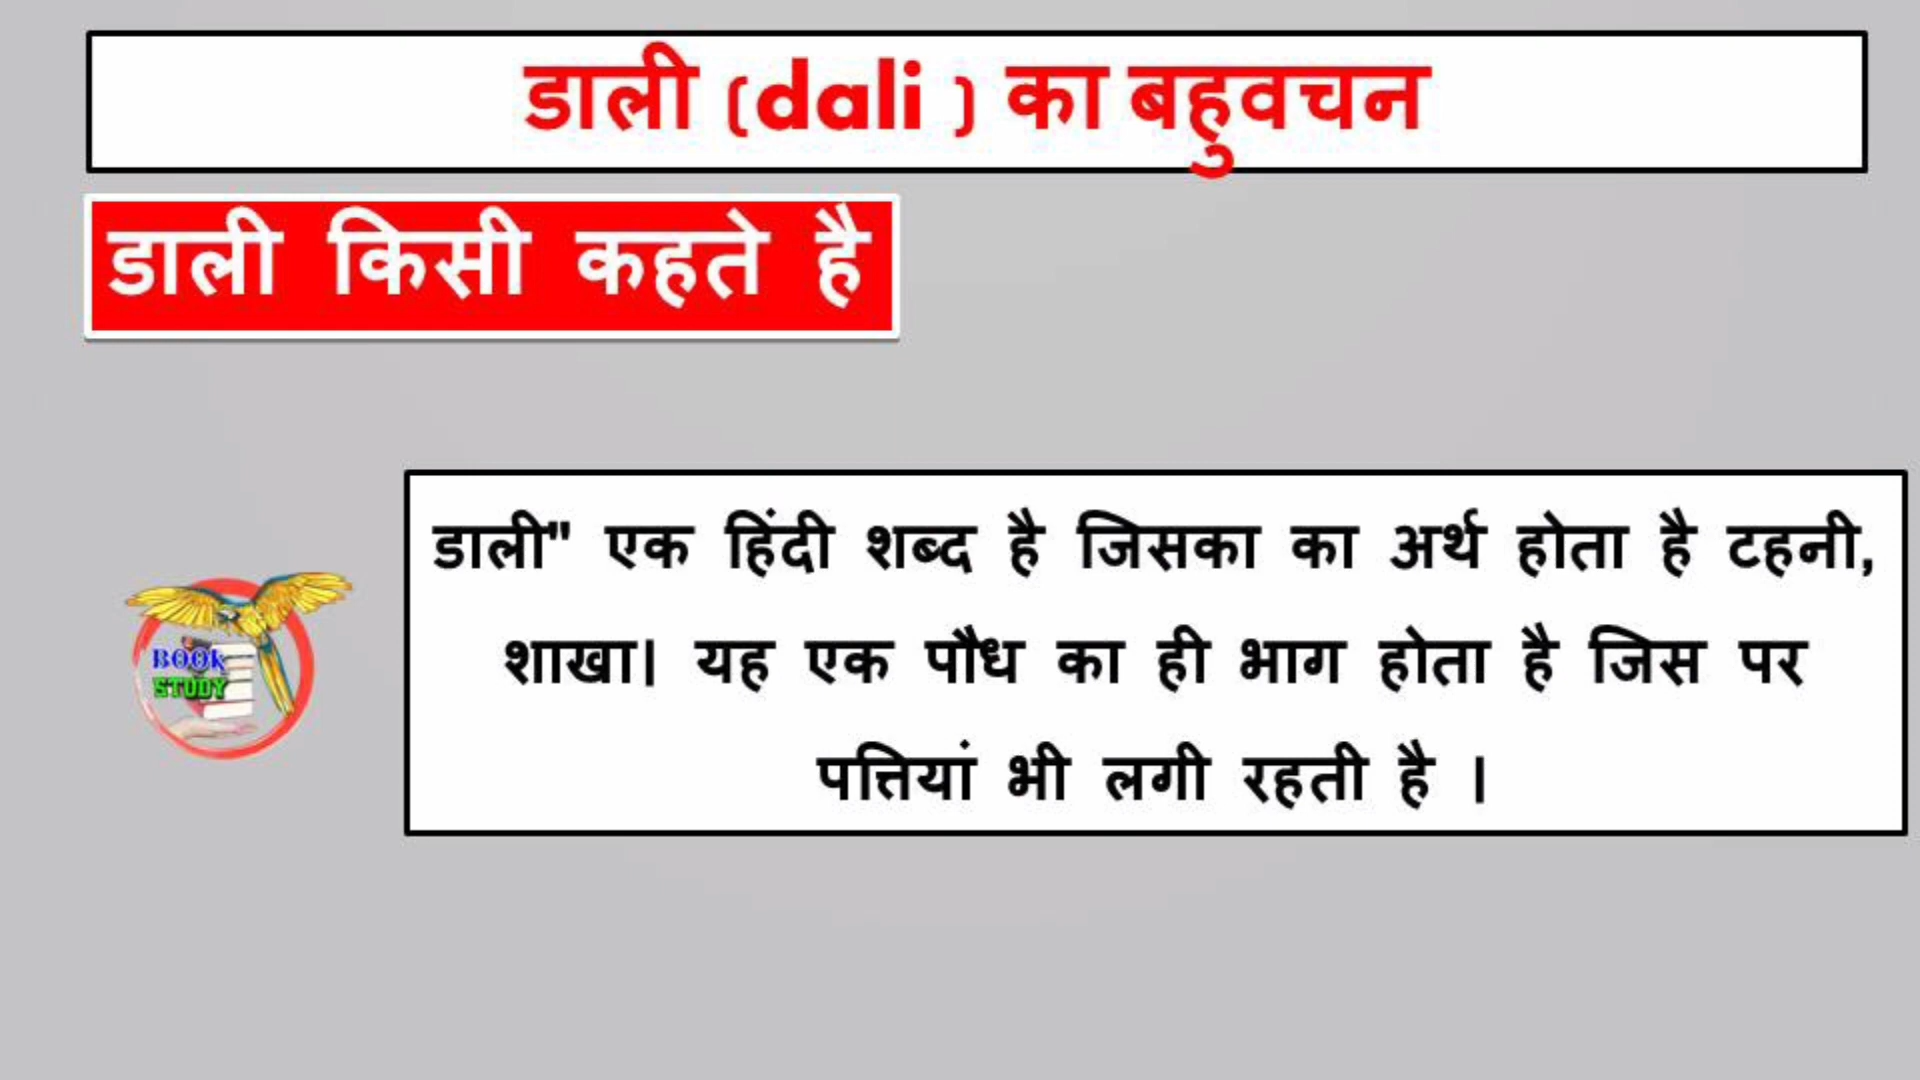 डाली (dali ) का बहुवचन
डाली किसी कहते है
डाली" एक हिंदी शब्द है जिसका का अर्थ होता है टहनी,
शाखा। यह एक पौध का ही भाग होता है जिस पर
पत्तियां भी लगी रहती है ।
BOOK
STUDY